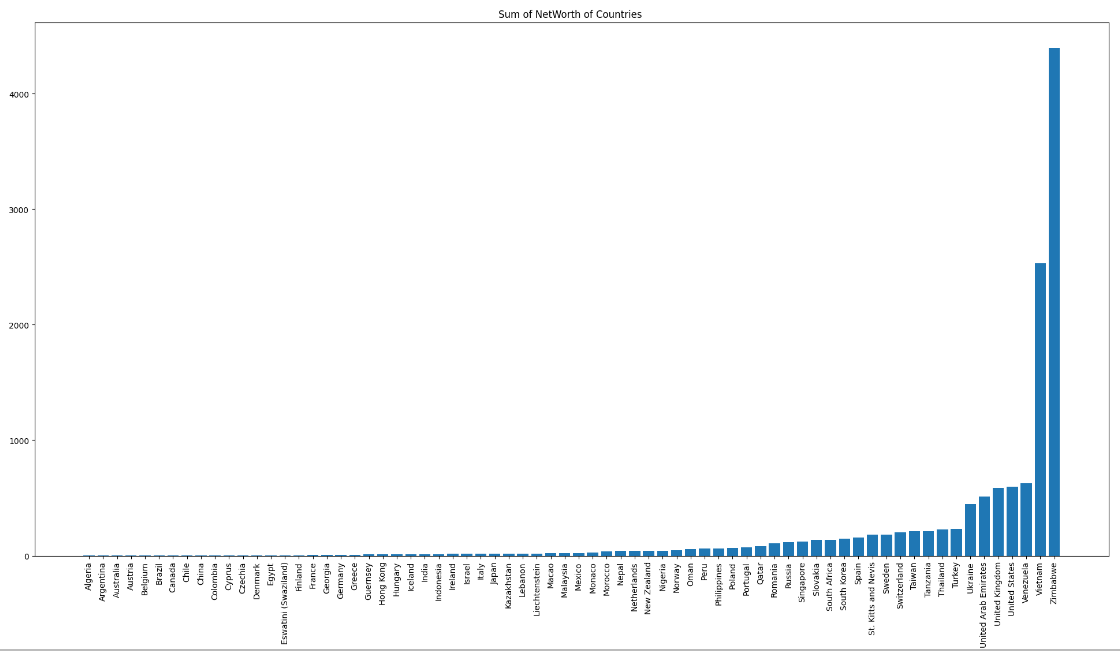 Sum of NetWorth of Countries
4000
3000
2000
1000
0
Algeria
Argentina
Australia
Austria
Belgium
Brazil
Canada
Chile
China
Colombia
Cyprus
Czechia
Denmark
Egypt
Eswatini (Swaziland)
Finland
France
Georgia
Germany
Greece
Guernsey
Hong Kong
Hungary
Iceland
India
Indonesia
Ireland
Israel
Italy
Japan
Kazakhstan
Lebanon
Liechtenstein
Macao
Malaysia
Mexico
Monaco
Morocco
Nepal
Netherlands
New Zealand
Nigeria
Norway
Oman
Peru
Philippines
Poland
Portugal
Qatar
Romania
Russia
Singapore
Slovakia
South Africa
South Korea
Spain
St. Kitts and Nevis
Sweden
Switzerland
Taiwan
Tanzania
Thailand
Turkey
Ukraine
United Arab Emirates
United Kingdom
United States
Venezuela
Vietnam
Zimbabwe